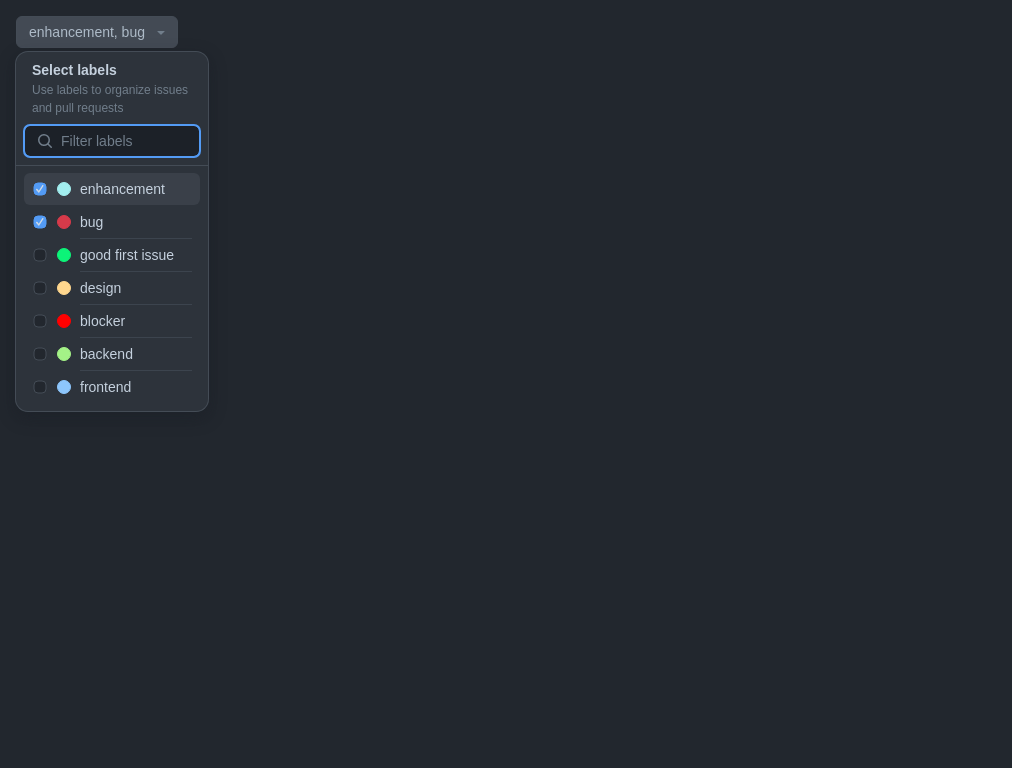 enhancement, bug
Select labels
Use labels to organize issues
and pull requests
Filter labels
enhancement
bug
good first issue
design
blocker
backend
frontend